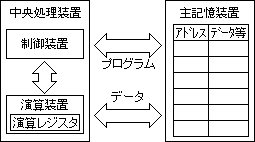 中央処理装置
制御装置
演算装置
演算レジスタ
プログラム
データ
主記憶装置
アドレス データ等